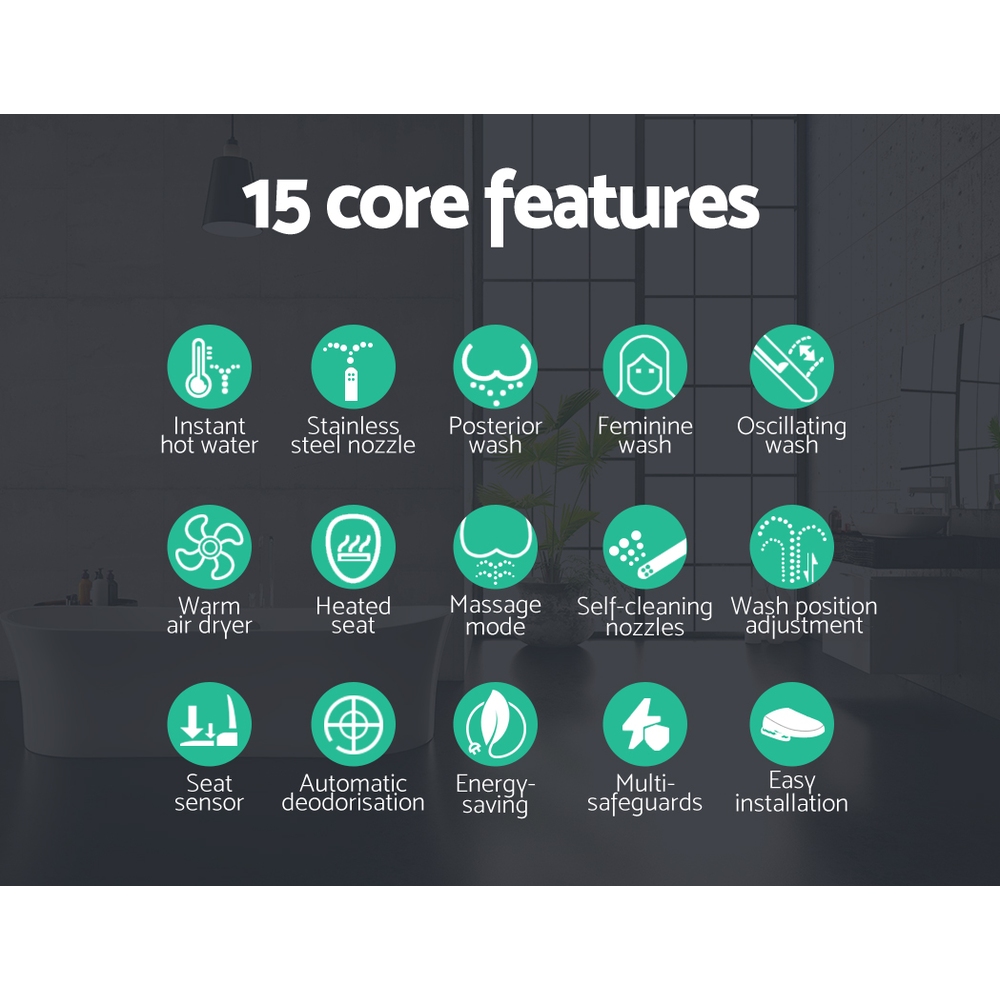 15 core features
Instant
hot water
Stainless
steel nozzle
Posterior
wash
Feminine
wash
Oscillating
wash
Warm
air dryer
Heated
seat
Massage
mode
Self-cleaning
nozzles
Wash position
adjustment
Seat
sensor
Automatic
deodorisation
Energy-
saving
Multi-
safeguards
Easy
installation